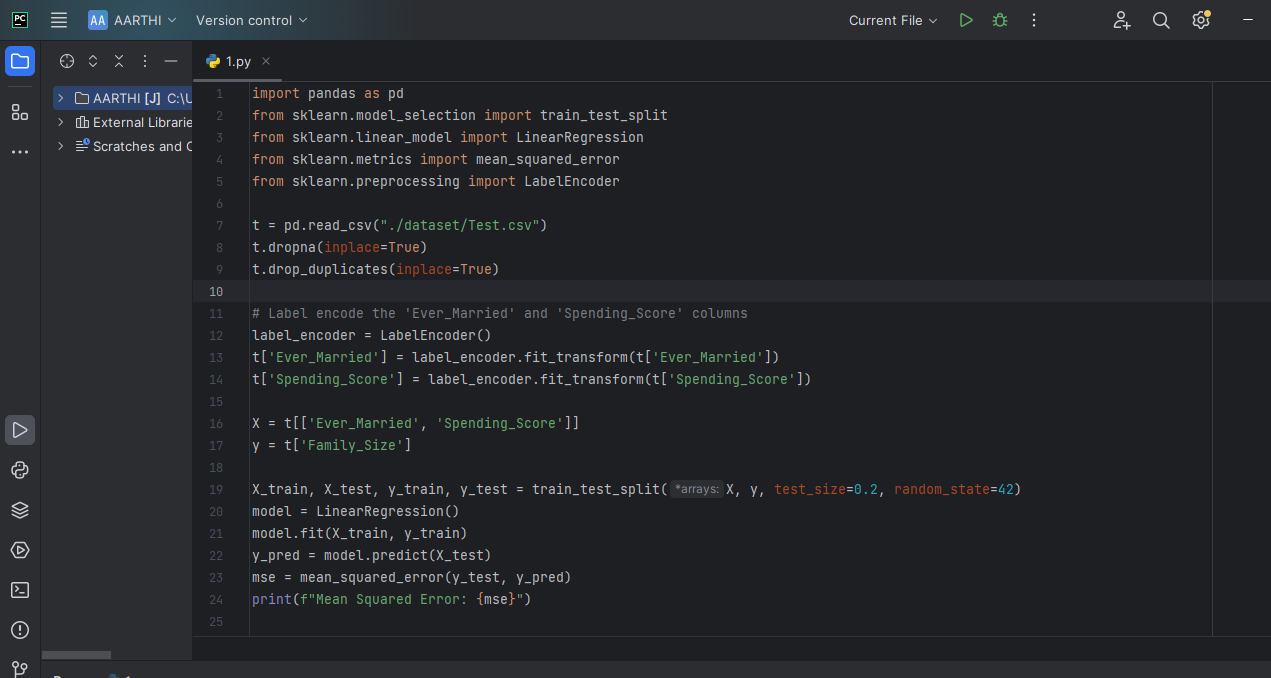 PC AA AARTHI Version control Current File
1.py
AARTHI [J] C:\U
External Librarie
Scratches and C
1 import pandas as pd
2 from sklearn.model_selection import train_test_split
3 from sklearn.linear_model import LinearRegression
4 from sklearn.metrics import mean_squared_error
5 from sklearn.preprocessing import LabelEncoder
6
7 t = pd.read_csv("./dataset/Test.csv")
8 t.dropna(inplace=True)
9 t.drop_duplicates(inplace=True)
10
11 # Label encode the 'Ever_Married' and 'Spending_Score' columns
12 label_encoder = LabelEncoder()
13 t['Ever_Married'] = label_encoder.fit_transform(t['Ever_Married'])
14 t['Spending_Score'] = label_encoder.fit_transform(t['Spending_Score'])
15
16 X = t[['Ever_Married', 'Spending_Score']]
17 y = t['Family_Size']
18
19 X_train, X_test, y_train, y_test = train_test_split( *arrays: X, y, test_size=0.2, random_state=42)
20 model = LinearRegression()
21 model.fit(X_train, y_train)
22 y_pred = model.predict(X_test)
23 mse = mean_squared_error(y_test, y_pred)
24 print(f"Mean Squared Error: {mse}")
25